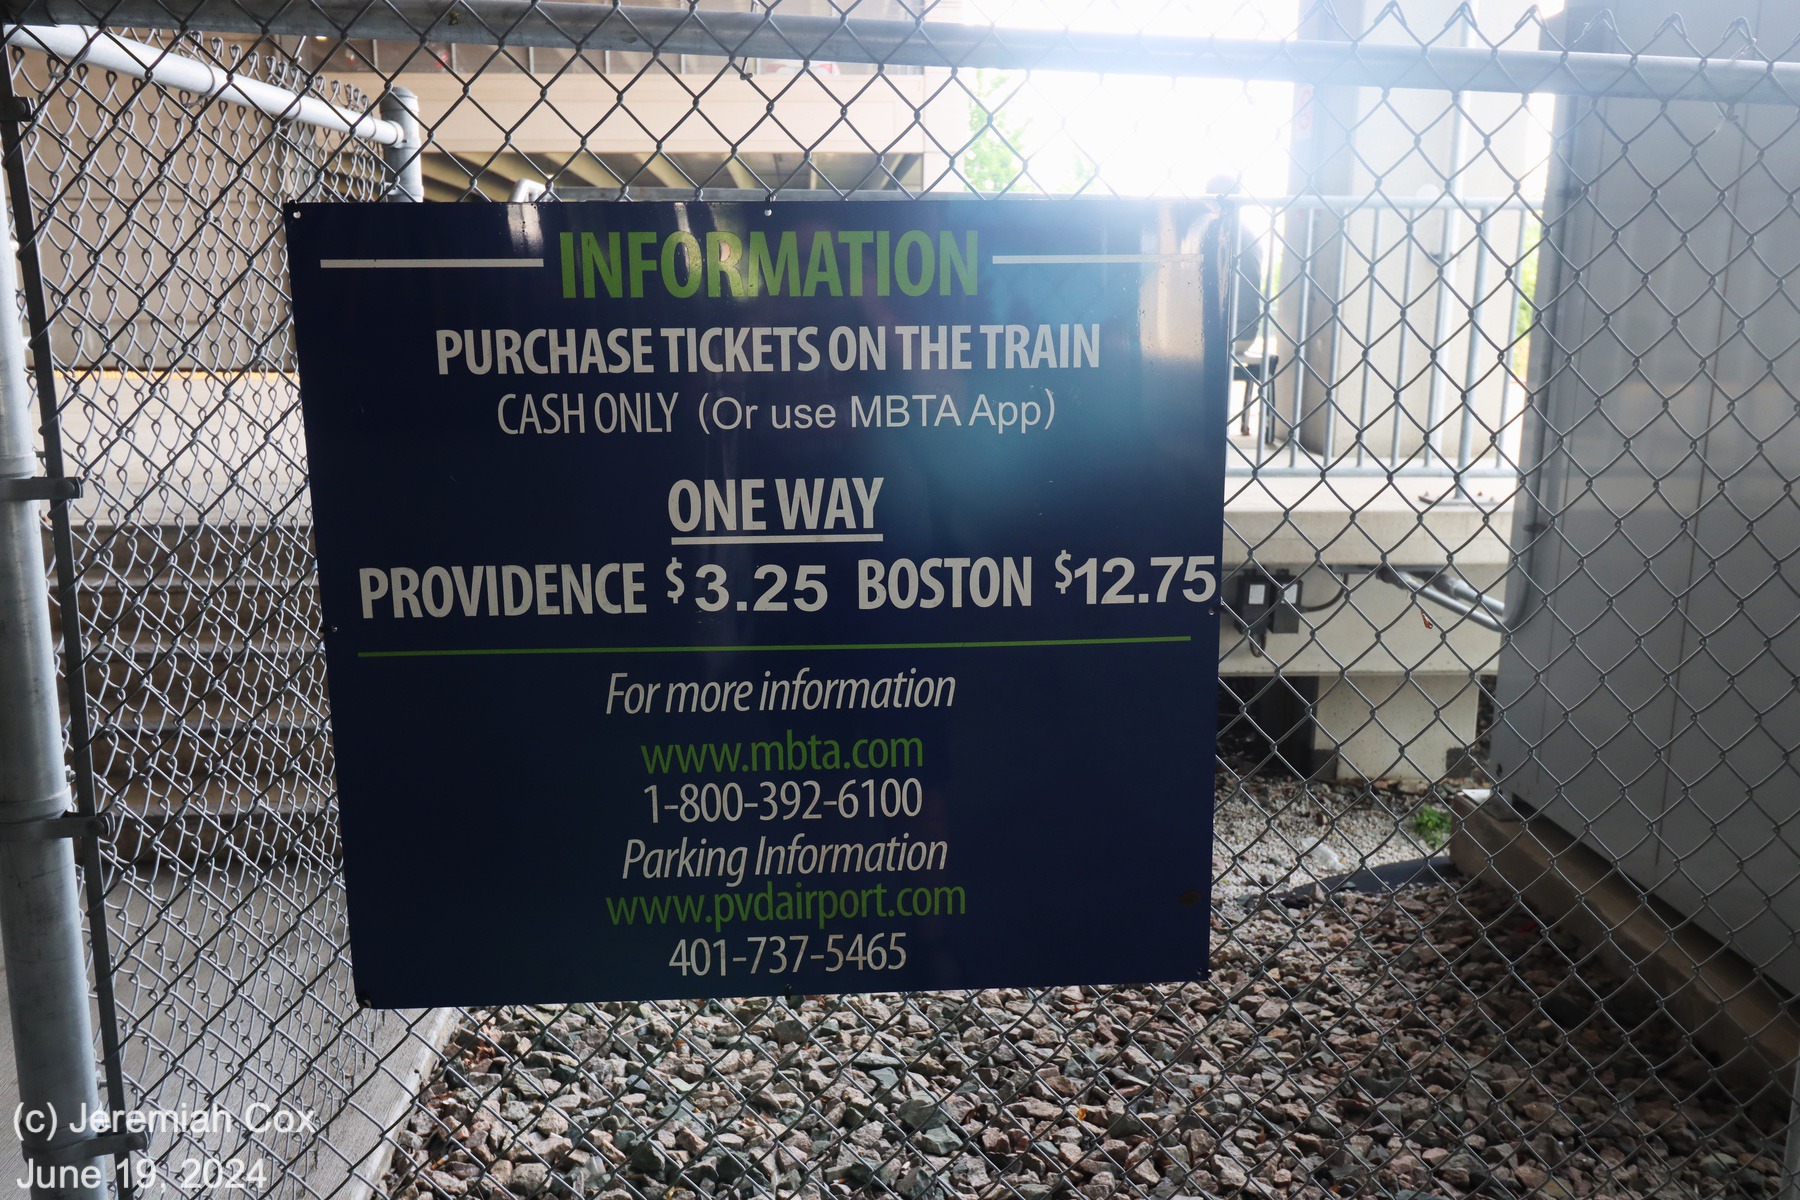 INFORMATION
PURCHASE TICKETS ON THE TRAIN
CASH ONLY (Or use MBTA App)
ONE WAY
PROVIDENCE $3.25 BOSTON $12.75
For more information
www.mbta.com
1-800-392-6100
Parking Information
www.pvdairport.com
401-737-5465
(c) Jeremiah Cox
June 19, 2024